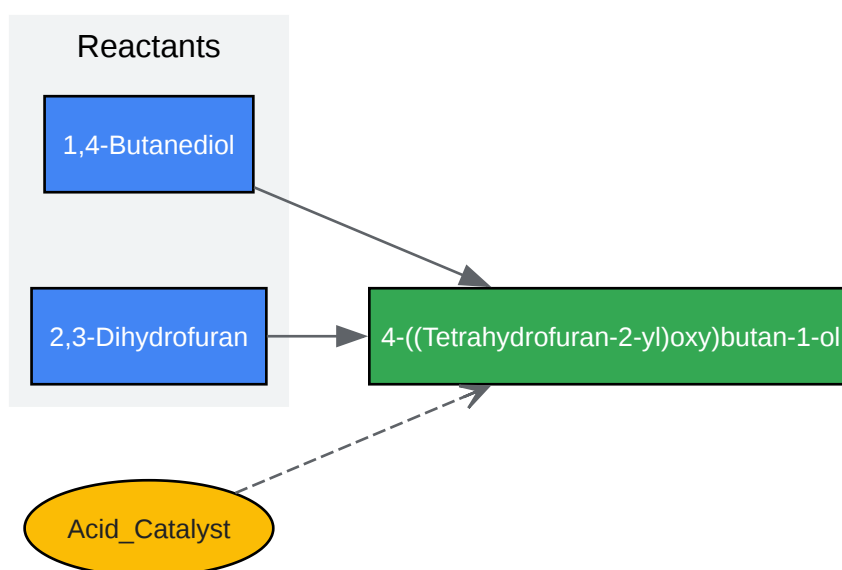 Reactants
1,4-Butanediol
2,3-Dihydrofuran
4-((Tetrahydrofuran-2-yl)oxy)butan-1-ol
Acid_Catalyst